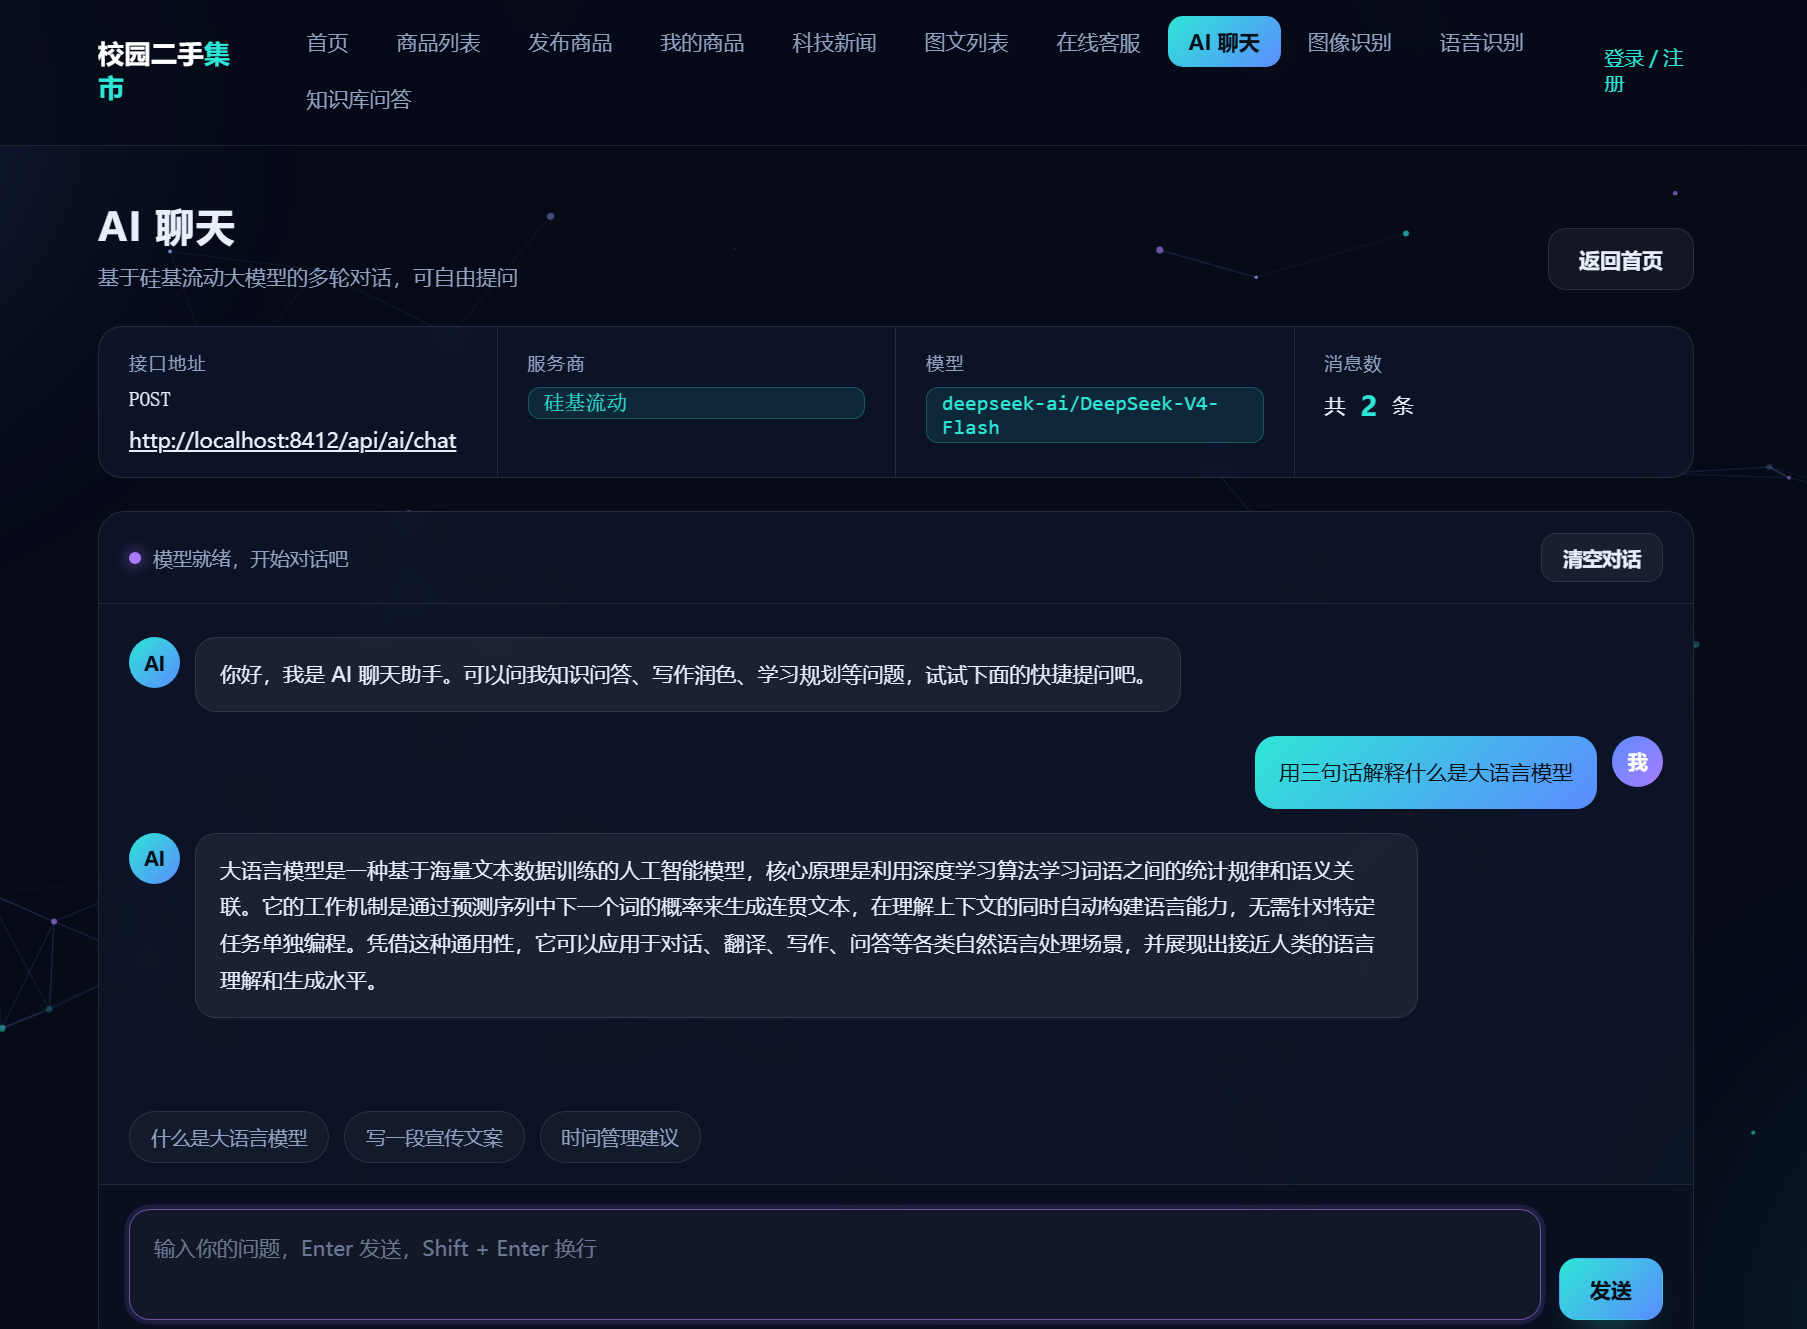 校园二手集
市
首页
商品列表
发布商品
我的商品
科技新闻
图文列表
在线客服
AI 聊天
图像识别
语音识别
知识库问答
登录 / 注
册
AI 聊天
基于硅基流动大模型的多轮对话，可自由提问
返回首页
接口地址
POST
http://localhost:8412/api/ai/chat
服务商
硅基流动
模型
deepseek-ai/DeepSeek-V4-
Flash
消息数
共 2 条
模型就绪，开始对话吧
清空对话
AI
你好，我是 AI 聊天助手。可以问我知识问答、写作润色、学习规划等问题，试试下面的快捷提问吧。
用三句话解释什么是大语言模型
我
AI
大语言模型是一种基于海量文本数据训练的人工智能模型，核心原理是利用深度学习算法学习词语之间的统计规律和语义关
联。它的工作机制是通过预测序列中下一个词的概率来生成连贯文本，在理解上下文的同时自动构建语言能力，无需针对特定
任务单独编程。凭借这种通用性，它可以应用于对话、翻译、写作、问答等各类自然语言处理场景，并展现出接近人类的语言
理解和生成水平。
什么是大语言模型
写一段宣传文案
时间管理建议
输入你的问题，Enter 发送，Shift + Enter 换行
发送